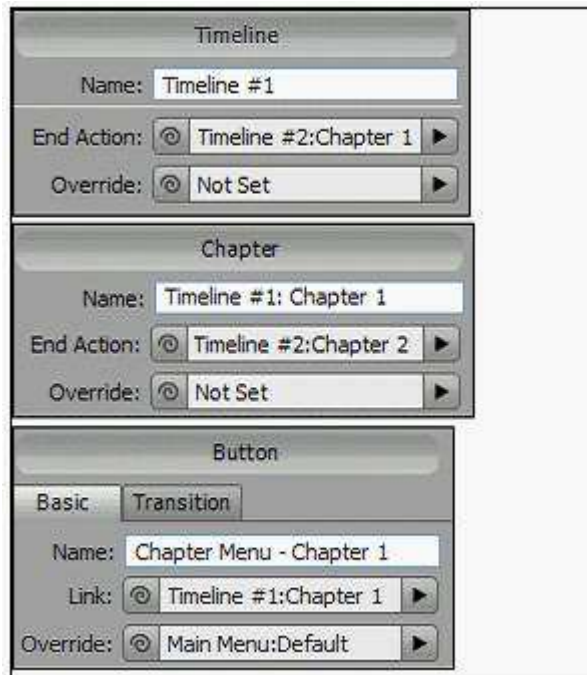 Timeline
Name: Timeline #1
End Action: Timeline #2:Chapter 1
Override: Not Set
Chapter
Name: Timeline #1: Chapter 1
End Action: Timeline #2:Chapter 2
Override: Not Set
Button
Basic Transition
Name: Chapter Menu - Chapter 1
Link: Timeline #1:Chapter 1
Override: Main Menu:Default